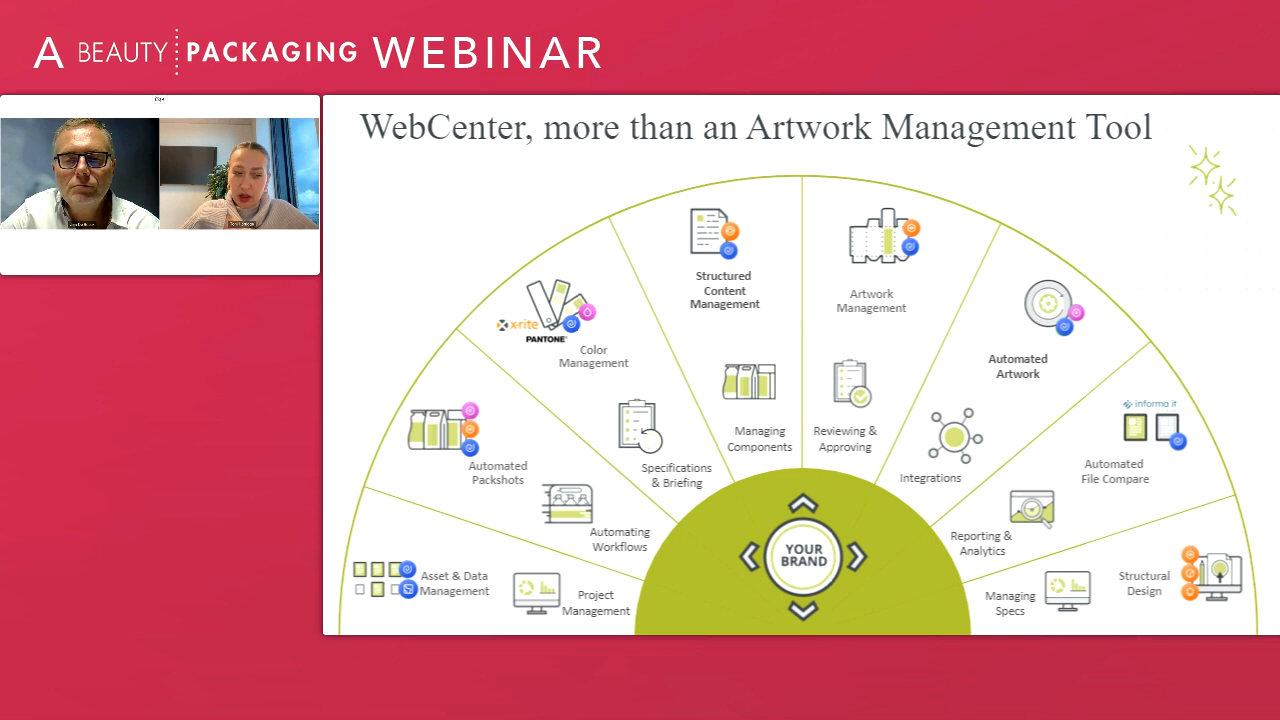 A BEAUTY PACKAGING WEBINAR
WebCenter, more than an Artwork Management Tool
Structured
Content
Management
Artwork
Management
x-rite
PANTONE®
Color
Management
Automated
Artwork
Managing
Components
Reviewing &
Approving
informa it
Automated
Packshots
Specifications
& Briefing
Integrations
Automated
File Compare
Automating
Workflows
Reporting &
Analytics
YOUR
BRAND
Asset & Data
Management
Project
Management
Managing
Specs
Structural
Design